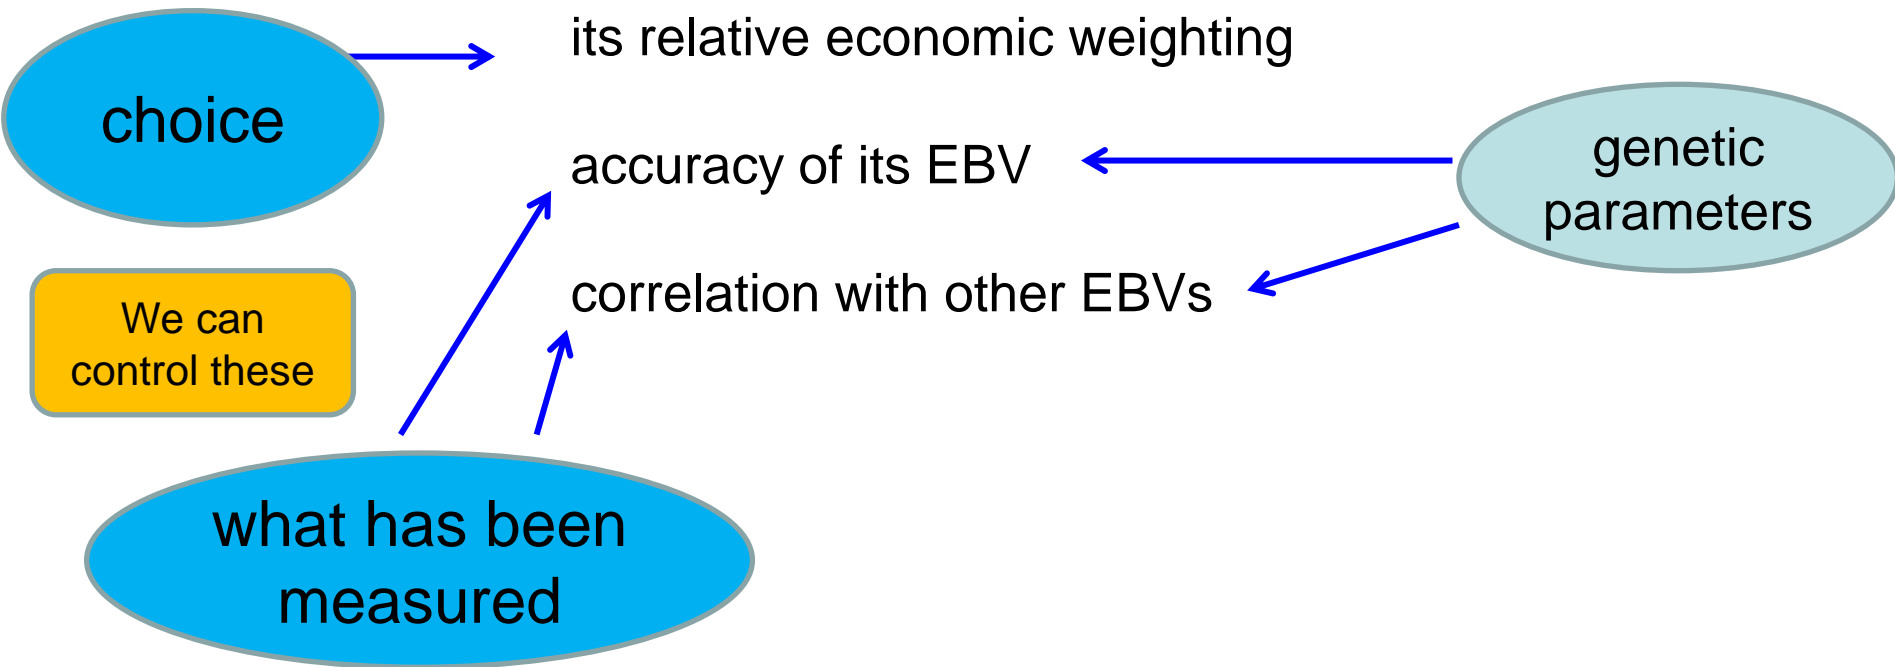 its relative economic weighting
choice
accuracy of its EBV
genetic
parameters
correlation with other EBVs
We can
control these
what has been
measured